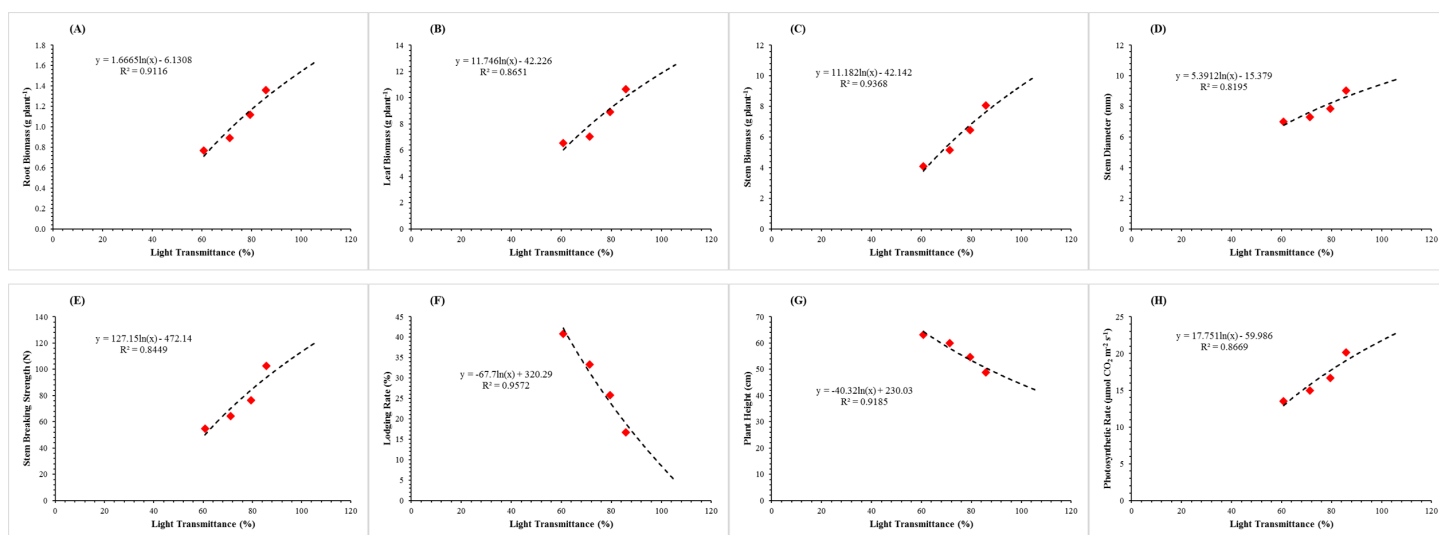 (A)
y = 1.6665ln(x) - 6.1308
R² = 0.9116
Root Biomass (g plant⁻¹)
1.8
1.6
1.4
1.2
1.0
0.8
0.6
0.4
0.2
0.0
0 20 40 60 80 100 120
Light Transmittance (%)
(B)
y = 11.746ln(x) - 42.226
R² = 0.8651
Leaf Biomass (g plant⁻¹)
14
12
10
8
6
4
2
0
0 20 40 60 80 100 120
Light Transmittance (%)
(C)
y = 11.182ln(x) - 42.142
R² = 0.9368
Stem Biomass (g plant⁻¹)
12
10
8
6
4
2
0
0 20 40 60 80 100 120
Light Transmittance (%)
(D)
y = 5.3912ln(x) - 15.379
R² = 0.8195
Stem Diameter (mm)
12
10
8
6
4
2
0
0 20 40 60 80 100 120
Light Transmittance (%)
(E)
y = 127.15ln(x) - 472.14
R² = 0.8449
Stem Breaking Strength (N)
140
120
100
80
60
40
20
0
0 20 40 60 80 100 120
Light Transmittance (%)
(F)
y = -67.7ln(x) + 320.29
R² = 0.9572
Lodging Rate (%)
45
40
35
30
25
20
15
10
5
0
0 20 40 60 80 100 120
Light Transmittance (%)
(G)
y = -40.32ln(x) + 230.03
R² = 0.9185
Plant Height (cm)
70
60
50
40
30
20
10
0
0 20 40 60 80 100 120
Light Transmittance (%)
(H)
y = 17.751ln(x) - 59.986
R² = 0.8669
Photosynthetic Rate (µmol CO₂ m⁻² s⁻¹)
25
20
15
10
5
0
0 20 40 60 80 100 120
Light Transmittance (%)